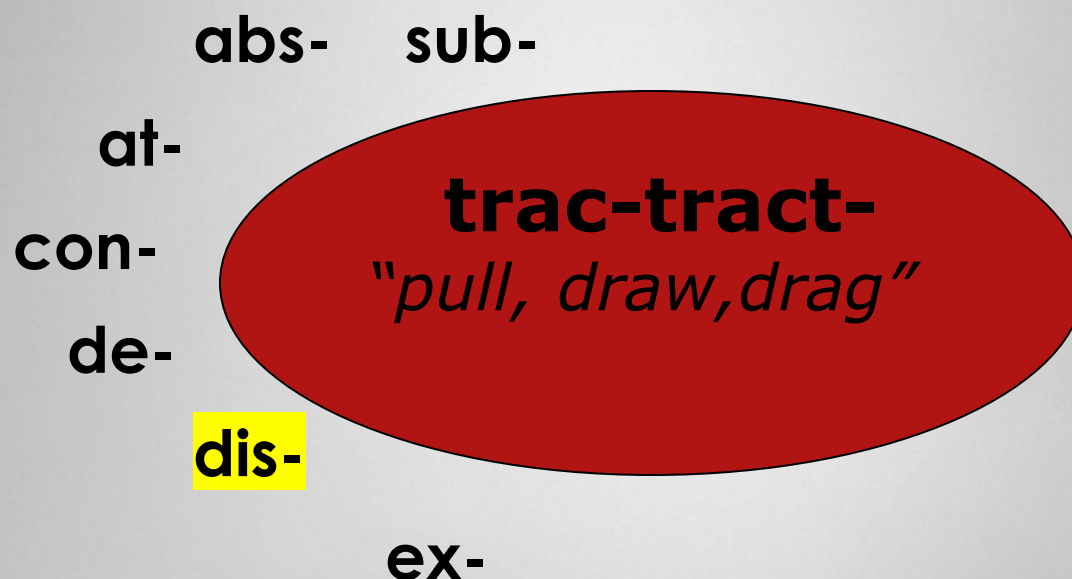 abs- sub-
at-
trac-tract-
con-
“pull, draw,drag”
de-
dis-
ex-